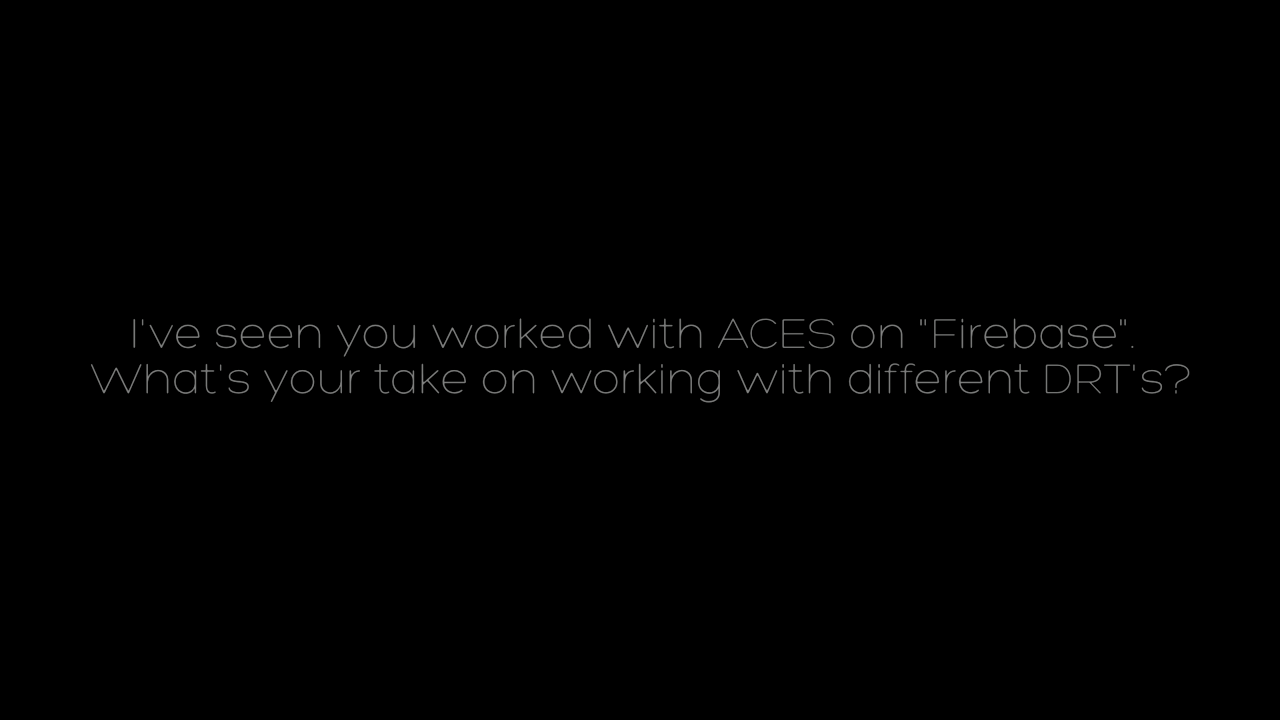 I've seen you worked with ACES on "Firebase".
What's your take on working with different DRT's?